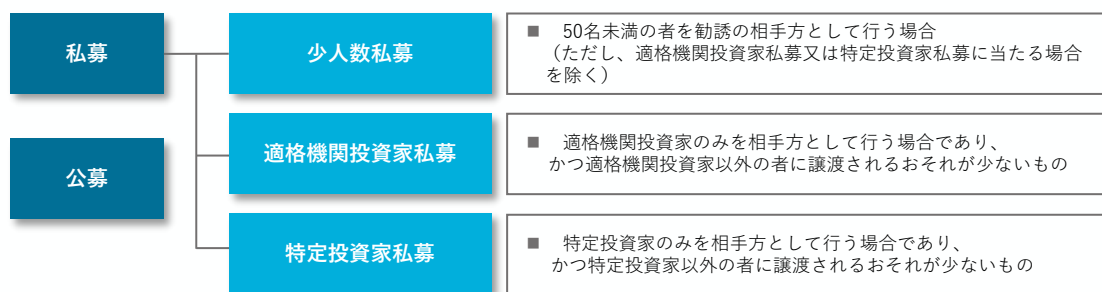 私募
少人数私募
■ 50名未満の者を勧誘の相手方として行う場合
(ただし、適格機関投資家私募又は特定投資家私募に当たる場合
を除く)
公募
適格機関投資家私募
■ 適格機関投資家のみを相手方として行う場合であり、
かつ適格機関投資家以外の者に譲渡されるおそれが少ないもの
特定投資家私募
■ 特定投資家のみを相手方として行う場合であり、
かつ特定投資家以外の者に譲渡されるおそれが少ないもの